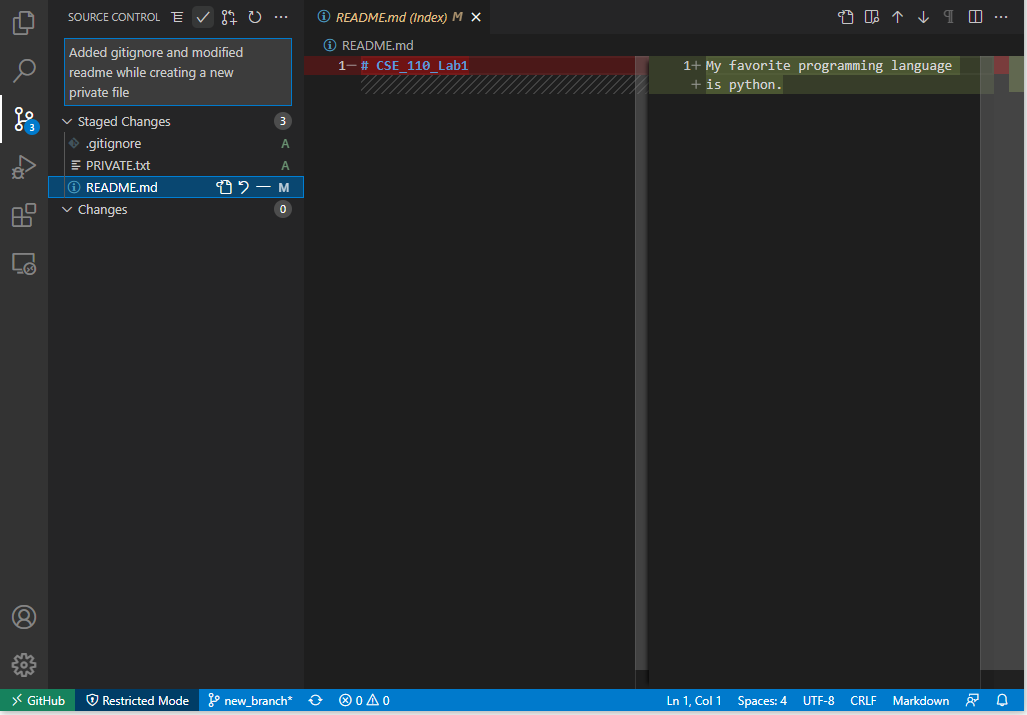 SOURCE CONTROL
Added gitignore and modified
readme while creating a new
private file
Staged Changes 3
.gitignore A
PRIVATE.txt A
README.md M
Changes 0
3
README.md (Index) M
README.md
1 — # CSE_110_Lab1
1 + My favorite programming language
+ is python.
GitHub Restricted Mode new_branch* 0 0 Ln 1, Col 1 Spaces: 4 UTF-8 CRLF Markdown